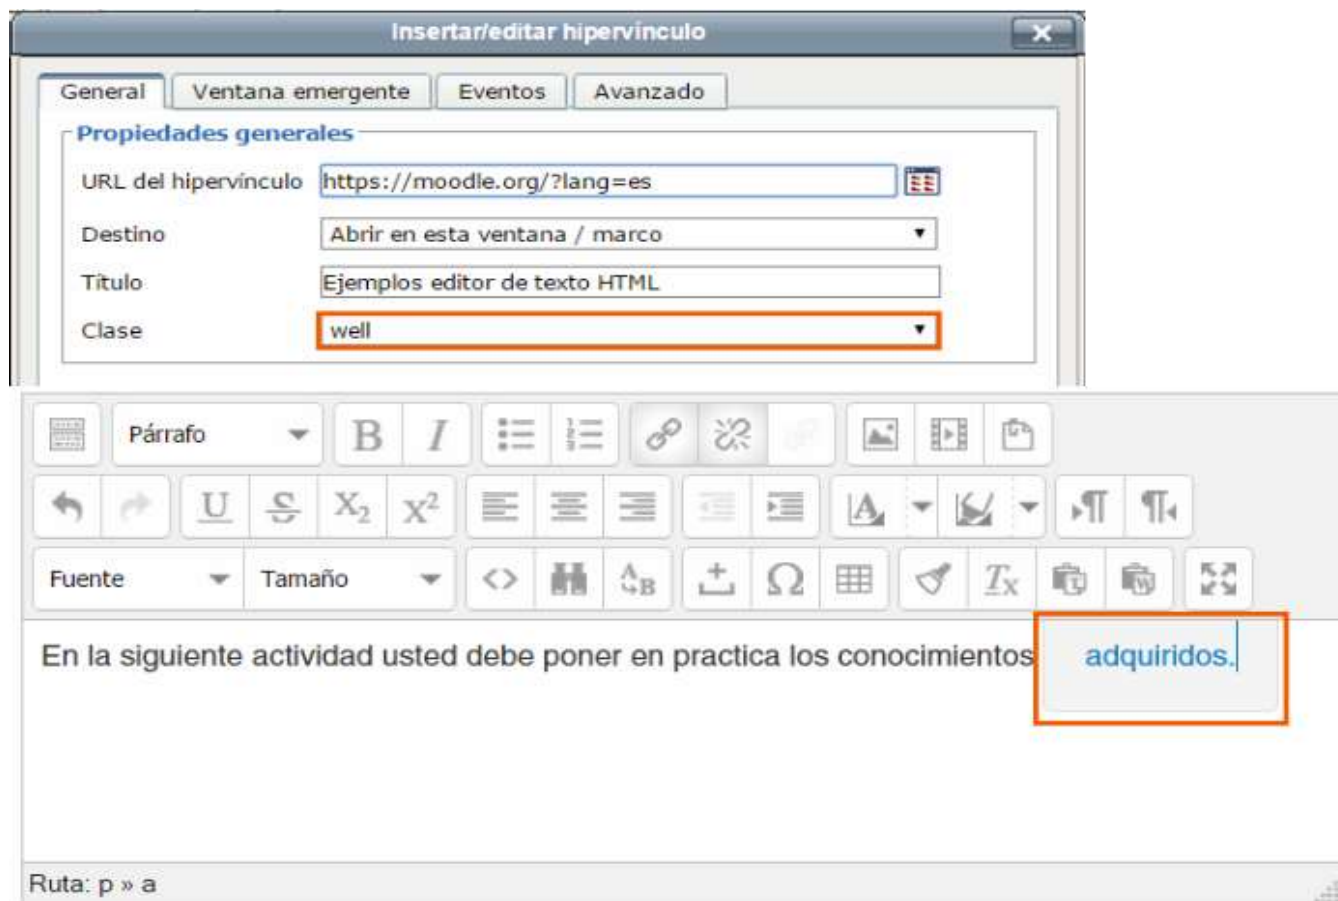 Insertar/editar hipervínculo
General Ventana emergente Eventos Avanzado
Propiedades generales
URL del hipervínculo https://moodle.org/?lang=es
Destino Abrir en esta ventana / marco
Título Ejemplos editor de texto HTML
Clase well
Párrafo B I
U S X2 X2 A
Fuente Tamaño A B Ω Tx T W
En la siguiente actividad usted debe poner en practica los conocimientos adquiridos.
Ruta: p » a